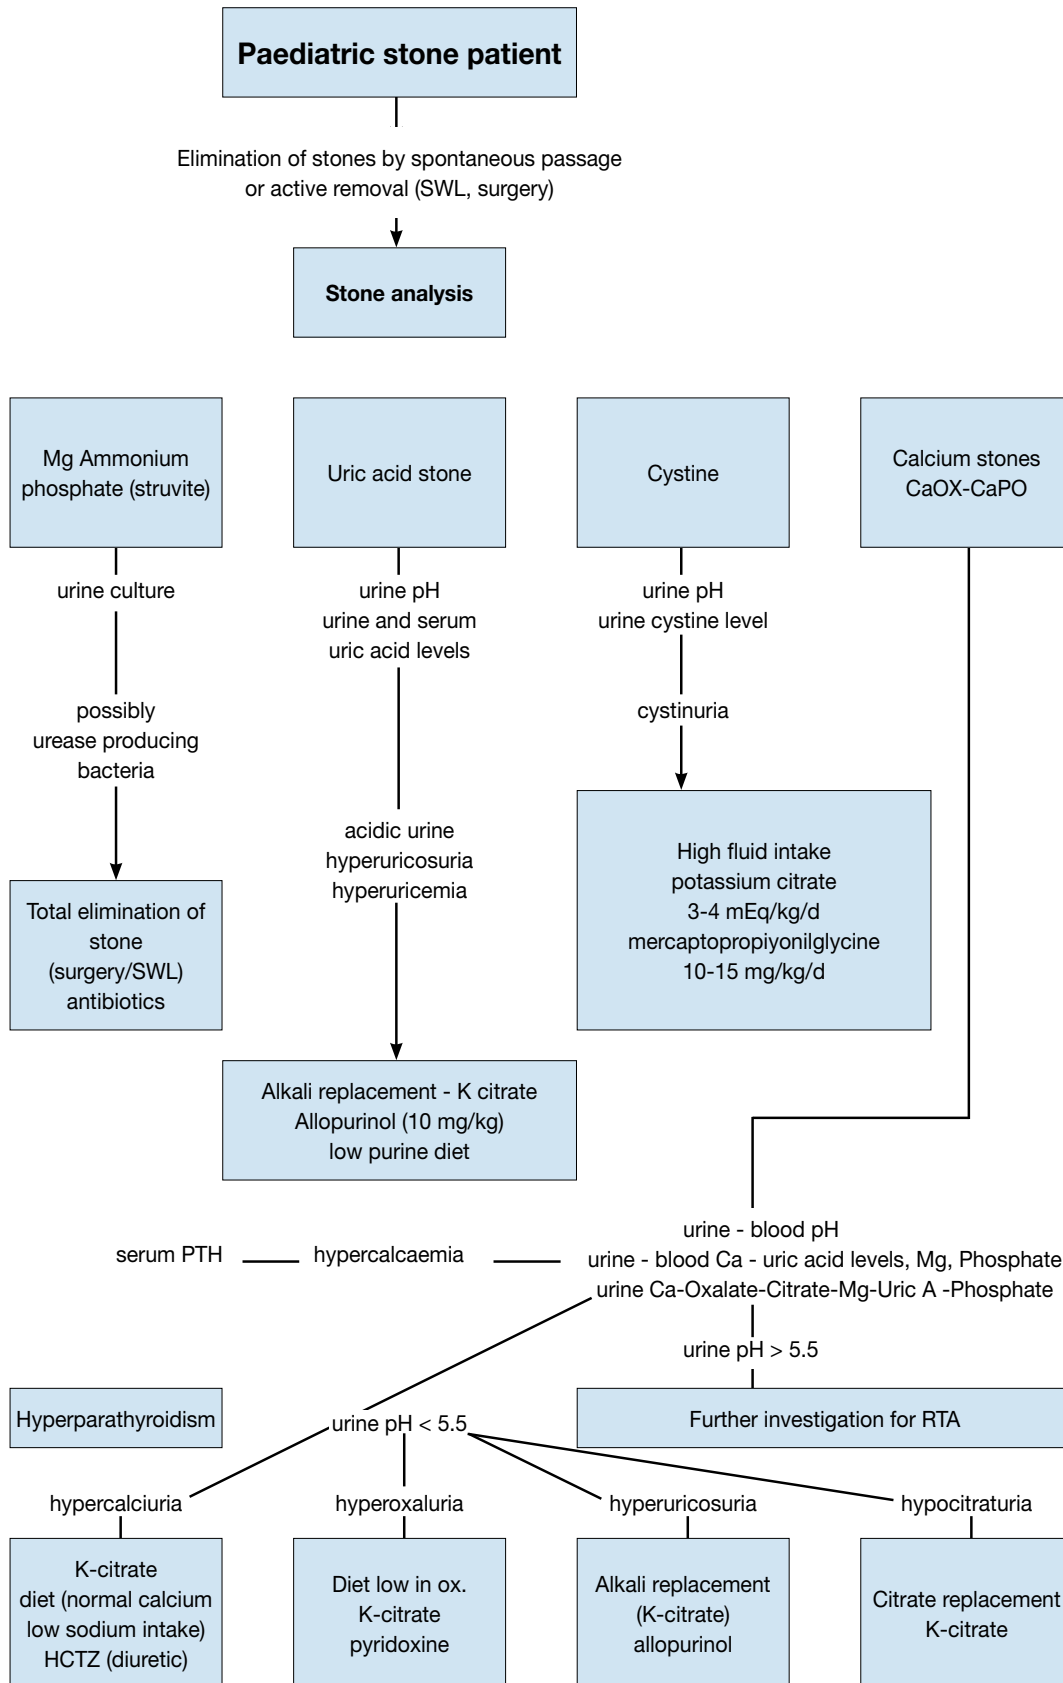 Paediatric stone patient
Elimination of stones by spontaneous passage
or active removal (SWL, surgery)
Stone analysis
Mg Ammonium
phosphate (struvite)
Uric acid stone
Cystine
Calcium stones
CaOX-CaPO
urine culture
possibly
urease producing
bacteria
Total elimination of
stone
(surgery/SWL)
antibiotics
urine pH
urine and serum
uric acid levels
acidic urine
hyperuricosuria
hyperuricemia
Alkali replacement - K citrate
Allopurinol (10 mg/kg)
low purine diet
urine pH
urine cystine level
cystinuria
High fluid intake
potassium citrate
3-4 mEq/kg/d
mercaptopropiyonilglycine
10-15 mg/kg/d
urine - blood pH
urine - blood Ca - uric acid levels, Mg, Phosphate
urine Ca-Oxalate-Citrate-Mg-Uric A -Phosphate
hypercalcaemia
serum PTH
Hyperparathyroidism
urine pH > 5.5
Further investigation for RTA
urine pH < 5.5
hypercalciuria
K-citrate
diet (normal calcium
low sodium intake)
HCTZ (diuretic)
hyperoxaluria
Diet low in ox.
K-citrate
pyridoxine
hyperuricosuria
Alkali replacement
(K-citrate)
allopurinol
hypocitraturia
Citrate replacement
K-citrate